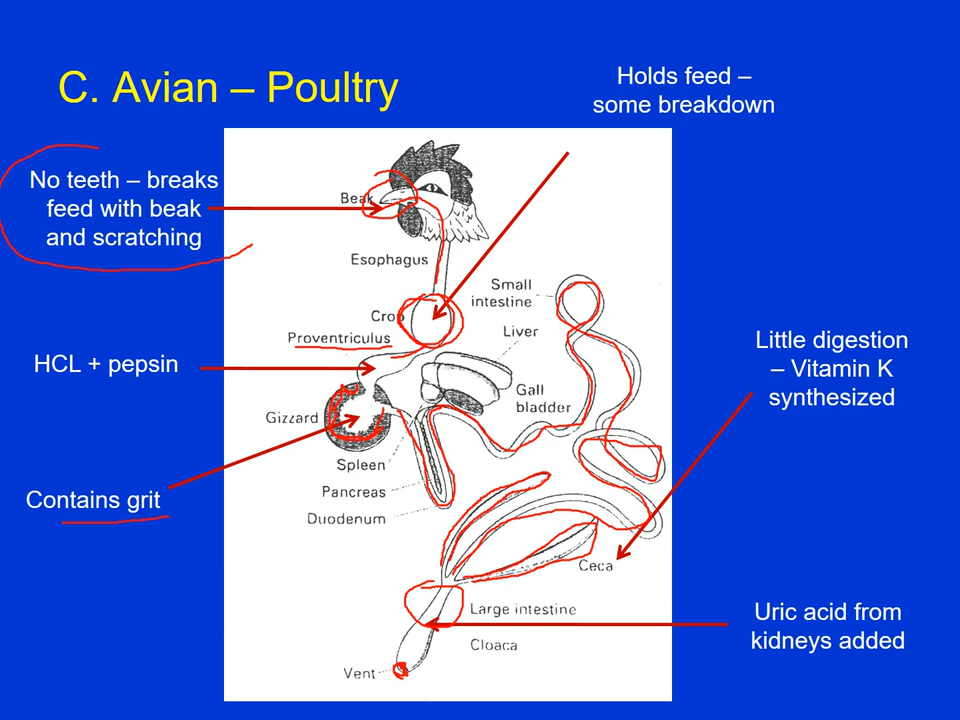 C. Avian – Poultry
Holds feed –
some breakdown
No teeth – breaks
feed with beak
and scratching
HCL + pepsin
Contains grit
Beak
Esophagus
Crop
Proventriculus
Gizzard
Spleen
Pancreas
Duodenum
Small
intestine
Liver
Gall
bladder
Ceca
Large intestine
Cloaca
Vent
Little digestion
– Vitamin K
synthesized
Uric acid from
kidneys added